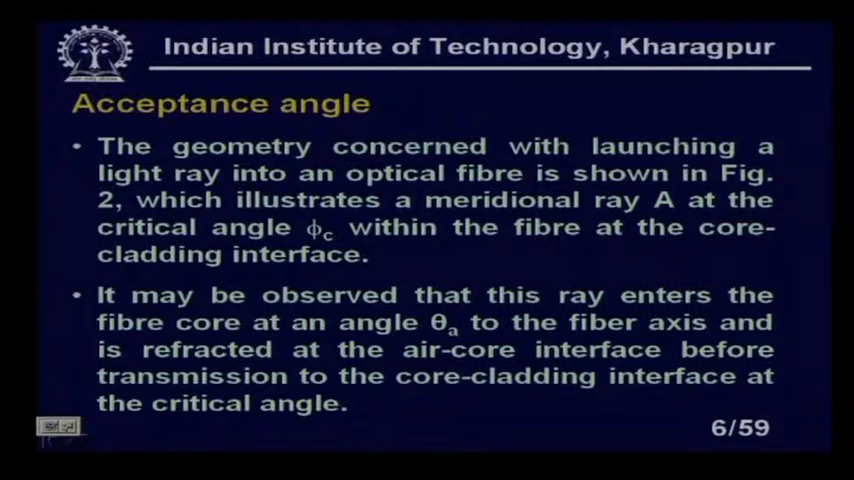 Indian Institute of Technology, Kharagpur
Acceptance angle
• The geometry concerned with launching a
light ray into an optical fibre is shown in Fig.
2, which illustrates a meridional ray A at the
critical angle ϕc within the fibre at the core-
cladding interface.
• It may be observed that this ray enters the
fibre core at an angle θa to the fiber axis and
is refracted at the air-core interface before
transmission to the core-cladding interface at
the critical angle.
6/59